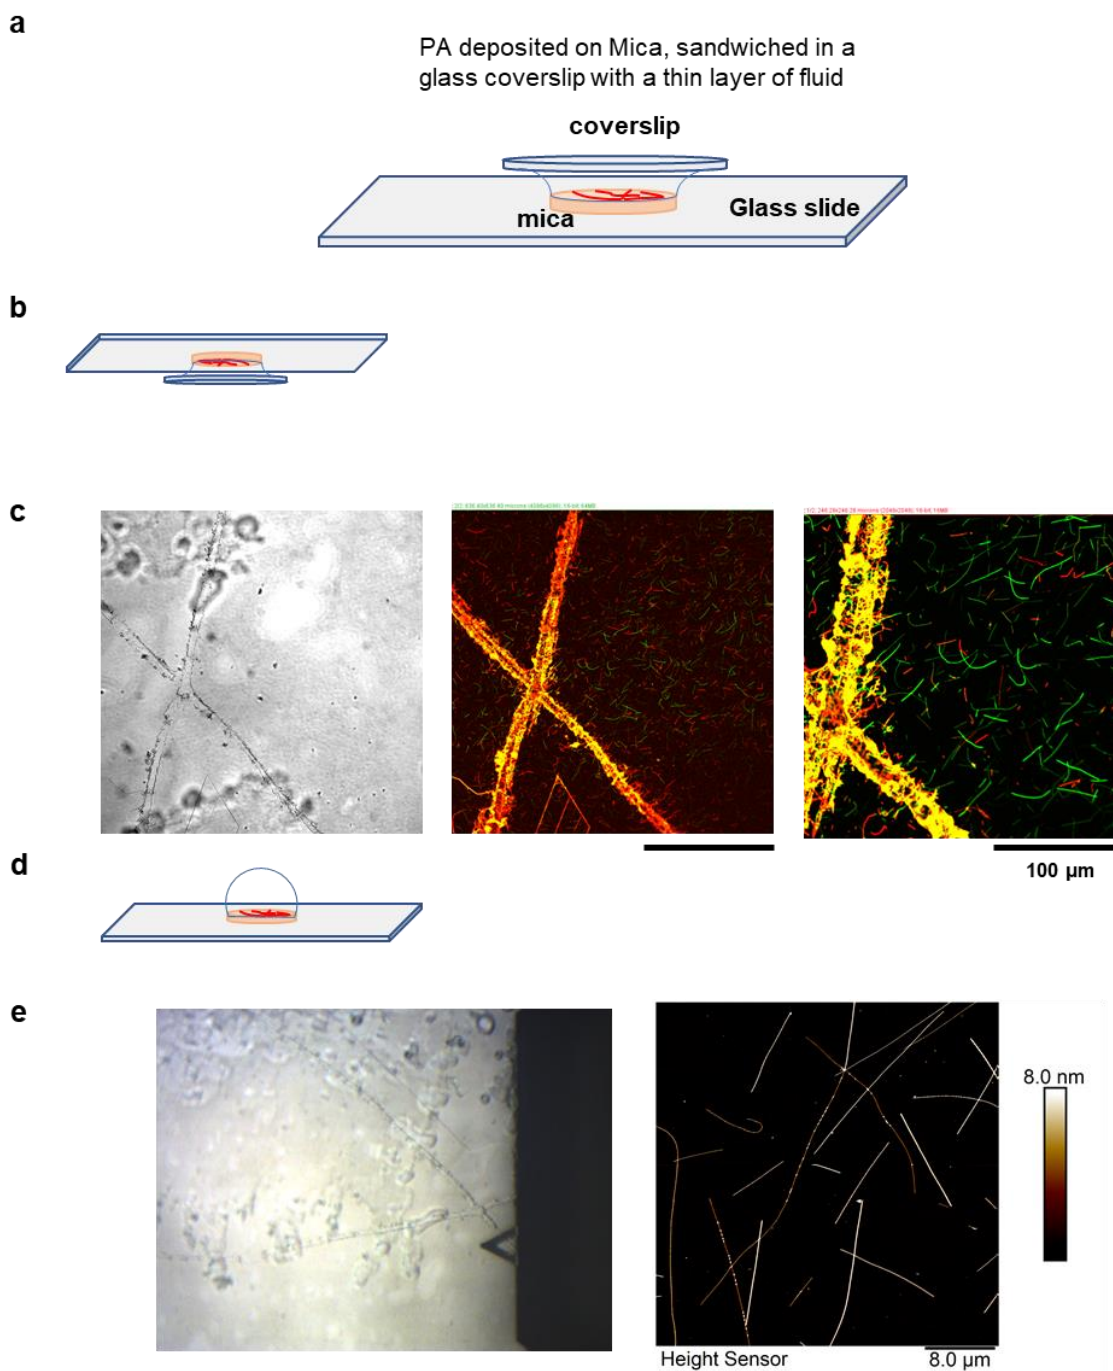 a
PA deposited on Mica, sandwiched in a
glass coverslip with a thin layer of fluid
coverslip
mica
Glass slide
b
c
100 µm
d
e
8.0 nm
Height Sensor
8.0 µm